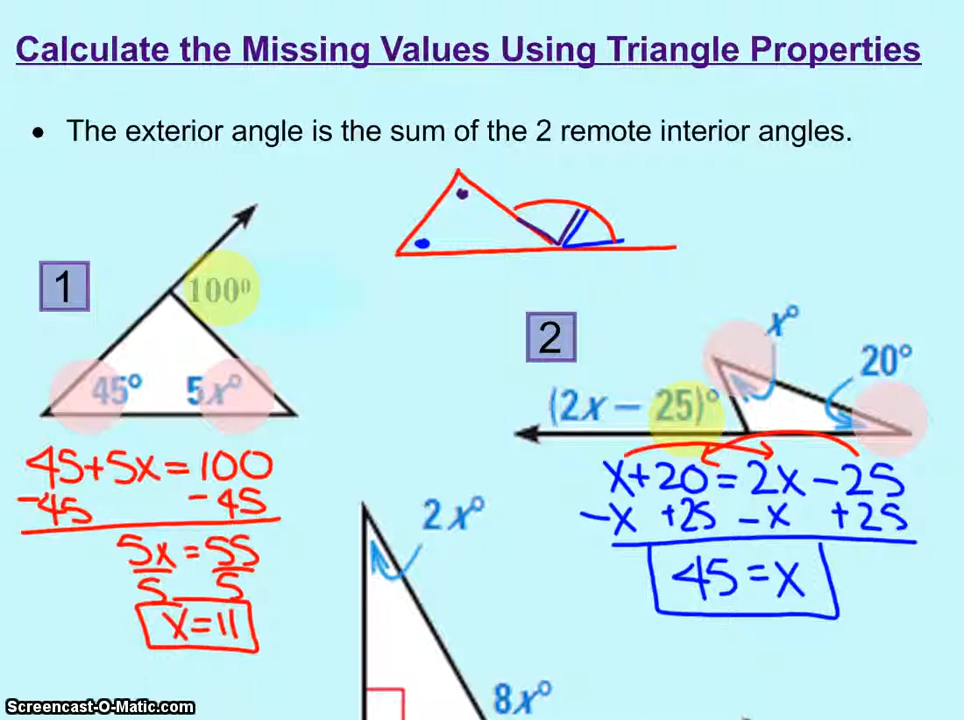 Calculate the Missing Values Using Triangle Properties
• The exterior angle is the sum of the 2 remote interior angles.
1
100⁰
45°
5x°
45+5x=100
-45 -45
5x=55
5 5
x=11
2
x°
20°
(2x − 25)°
x+20=2x-25
-x +25 -x +25
45=x
2x°
8x°
Screencast-O-Matic.com